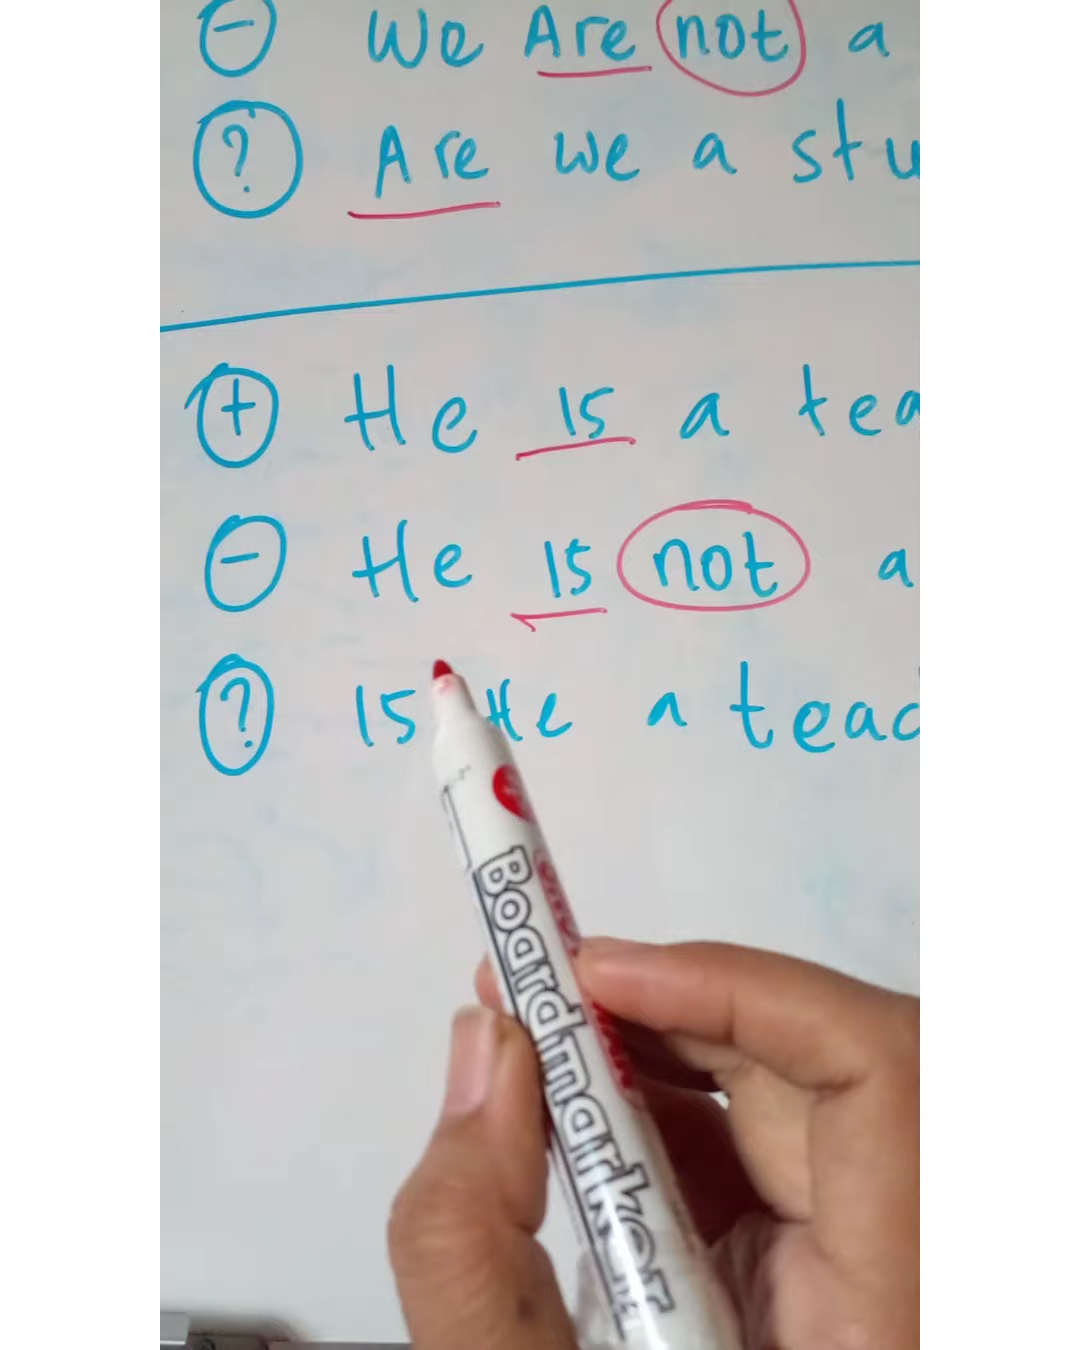 (-) We Are not a
(?) Are we a stu
(+) He is a tea
(-) He is not a
(?) Is He a teac
Boardmarker